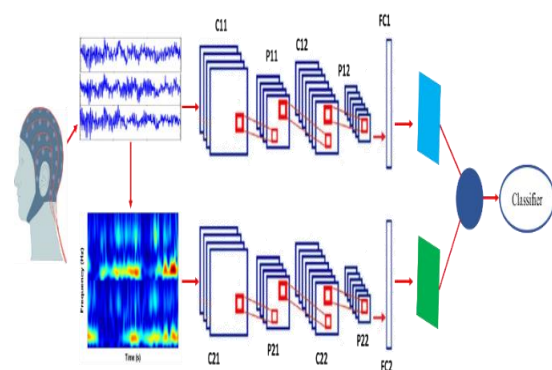 C11
P11
C12
P12
FC1
Classifier
Frequency (Hz)
Time (s)
C21
P21
C22
P22
FC2